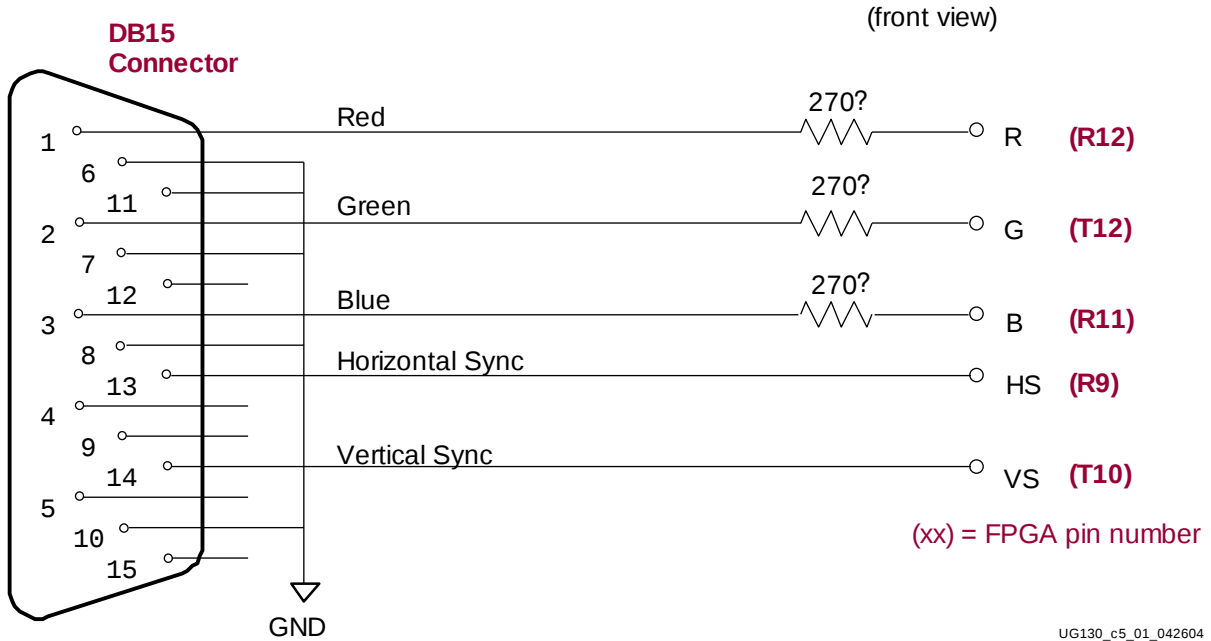 (front view)
DB15
Connector
270?
Red
1
R (R12)
6
270?
11
Green
2
G (T12)
7
270?
12
Blue
3
B (R11)
8
Horizontal Sync
13
HS (R9)
4
9
Vertical Sync
14
VS (T10)
5
10
(xx) = FPGA pin number
15
GND
UG130_c5_01_042604